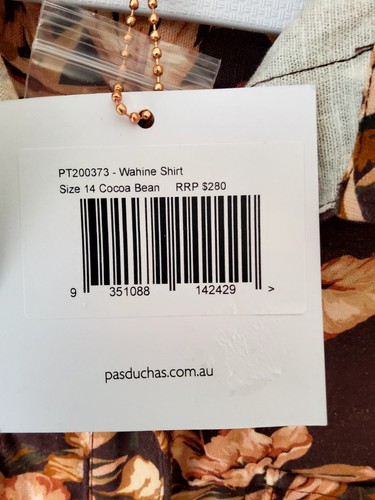 PT200373 - Wahine Shirt
Size 14 Cocoa Bean RRP $280
9 351088 142429 >
pasduchas.com.au